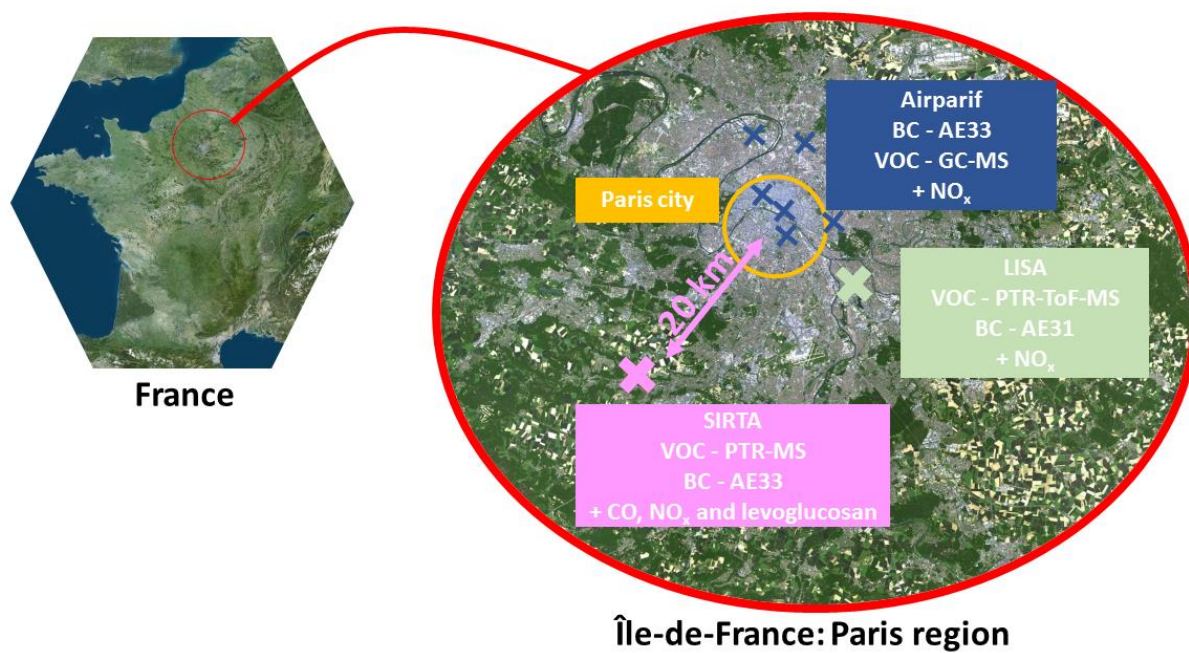 France
Paris city
20 km
Airparif
BC - AE33
VOC - GC-MS
+ NOx
LISA
VOC - PTR-ToF-MS
BC - AE31
+ NOx
SIRTA
VOC - PTR-MS
BC - AE33
+ CO, NOx and levoglucosan
Île-de-France: Paris region